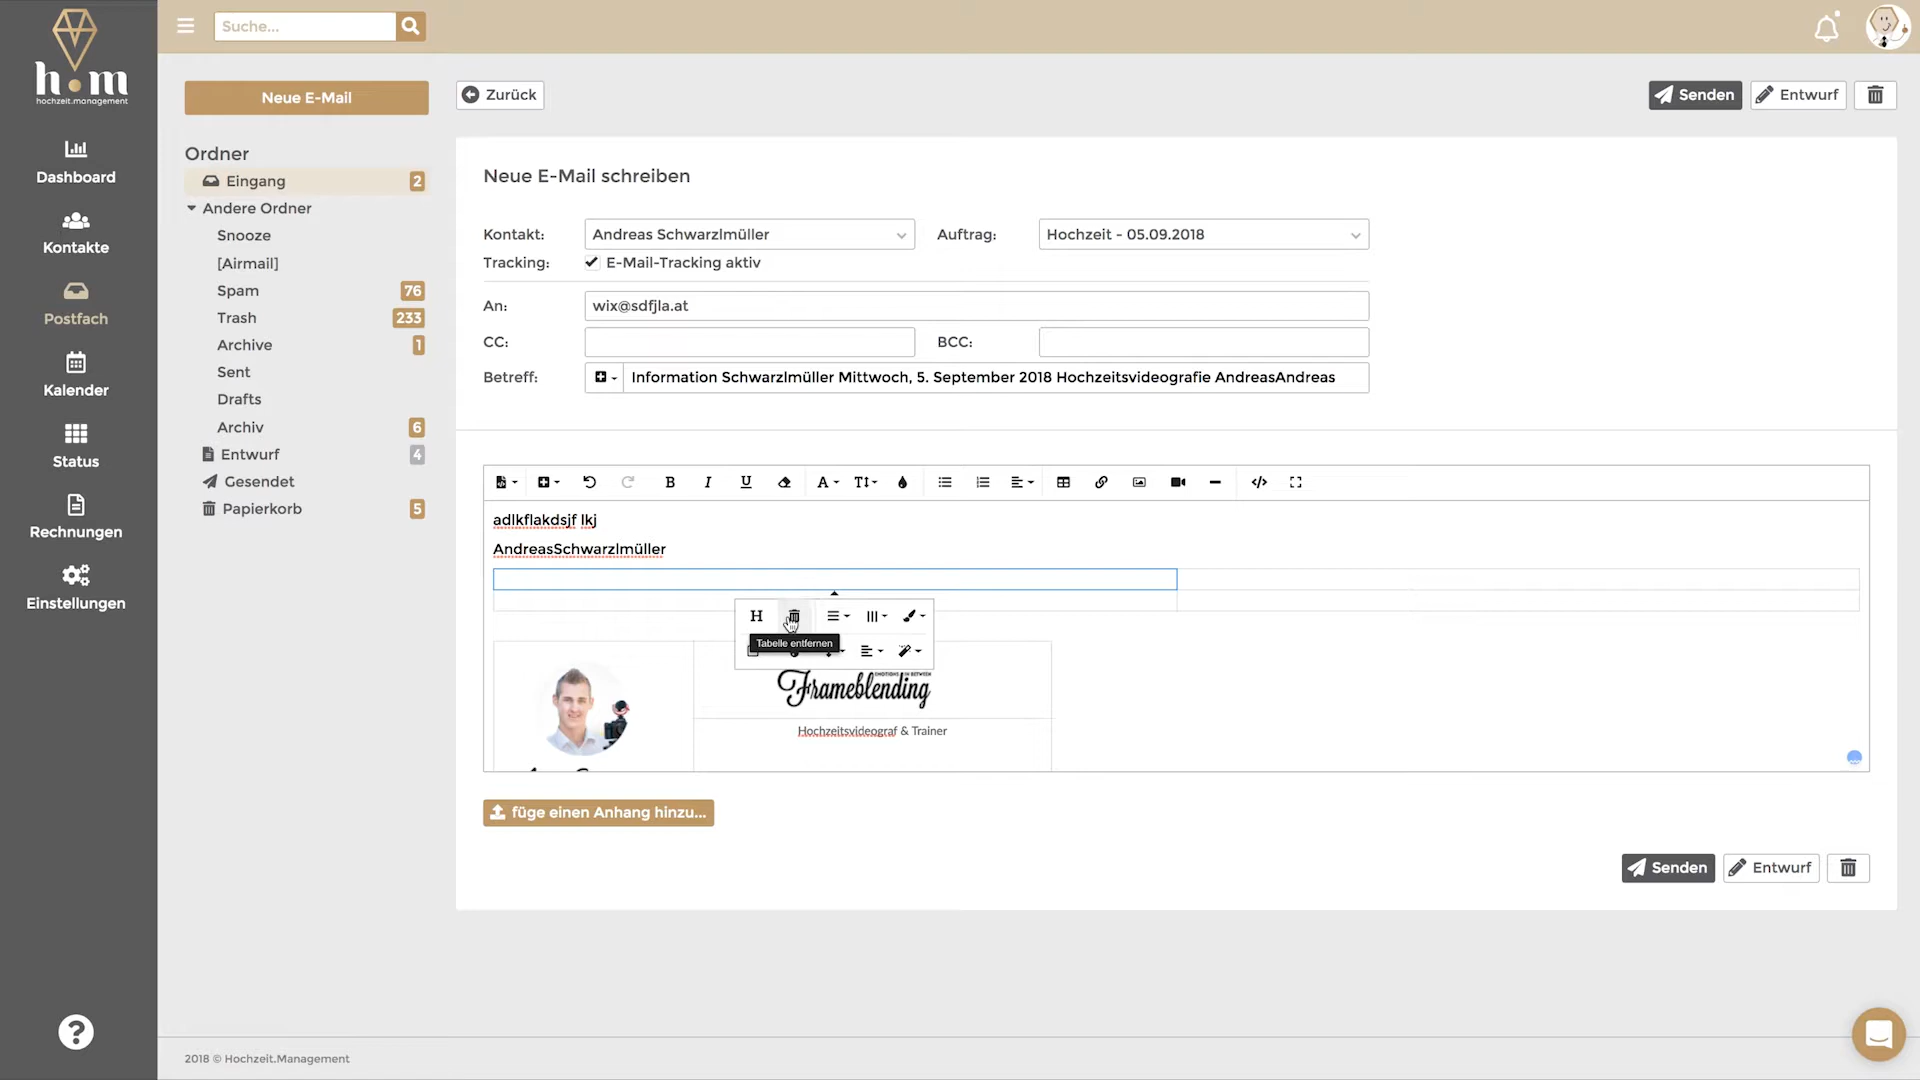 h.m
hochzeit.management
Dashboard
Kontakte
Postfach
Kalender
Status
Rechnungen
Einstellungen
Suche...
Neue E-Mail
Ordner
Eingang 2
Andere Ordner
Snooze
[Airmail]
Spam 76
Trash 233
Archive 1
Sent
Drafts
Archiv 6
Entwurf 4
Gesendet
Papierkorb 5
Zurück
Senden
Entwurf
Neue E-Mail schreiben
Kontakt: Andreas Schwarzlmüller Auftrag: Hochzeit - 05.09.2018
Tracking: E-Mail-Tracking aktiv
An: wix@sdfjla.at
CC: BCC:
Betreff: Information Schwarzlmüller Mittwoch, 5. September 2018 Hochzeitsvideografie AndreasAndreas
adlkflakdsjf lkj
AndreasSchwarzlmüller
Tabelle entfernen
Frameblending
Hochzeitsvideograf & Trainer
füge einen Anhang hinzu...
Senden
Entwurf
2018 © Hochzeit.Management